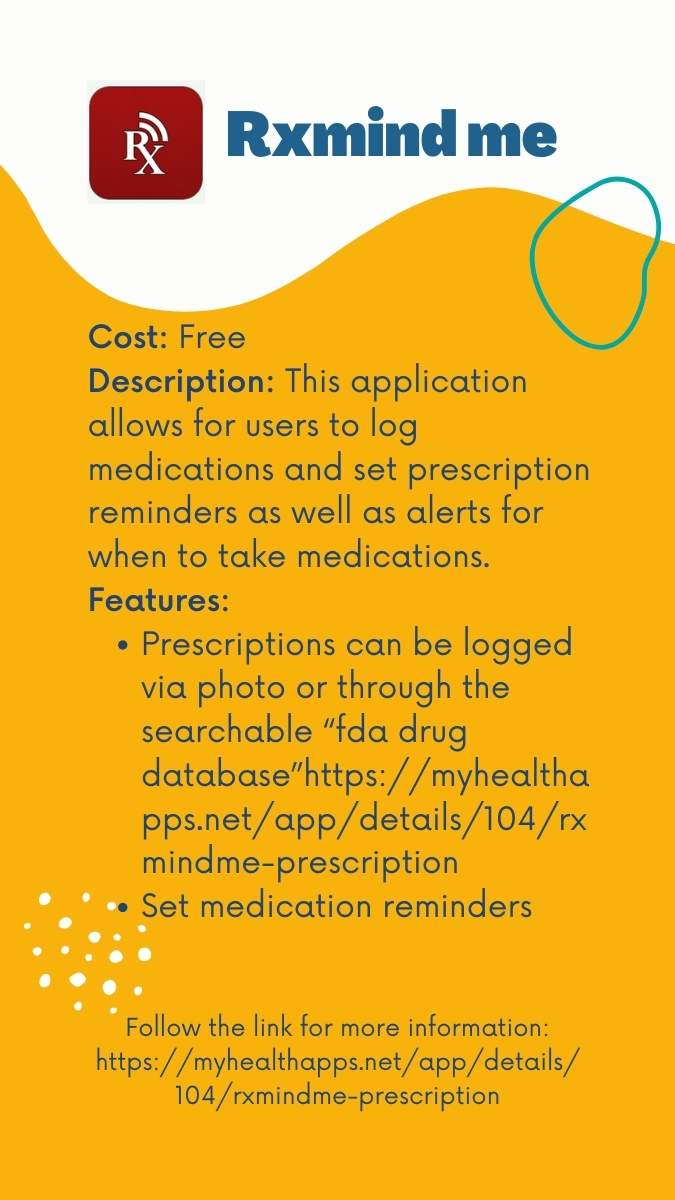 RX
Rxmind me
Cost: Free
Description: This application
allows for users to log
medications and set prescription
reminders as well as alerts for
when to take medications.
Features:
• Prescriptions can be logged
via photo or through the
searchable “fda drug
database”https://myhealtha
pps.net/app/details/104/rx
mindme-prescription
• Set medication reminders
Follow the link for more information:
https://myhealthapps.net/app/details/
104/rxmindme-prescription